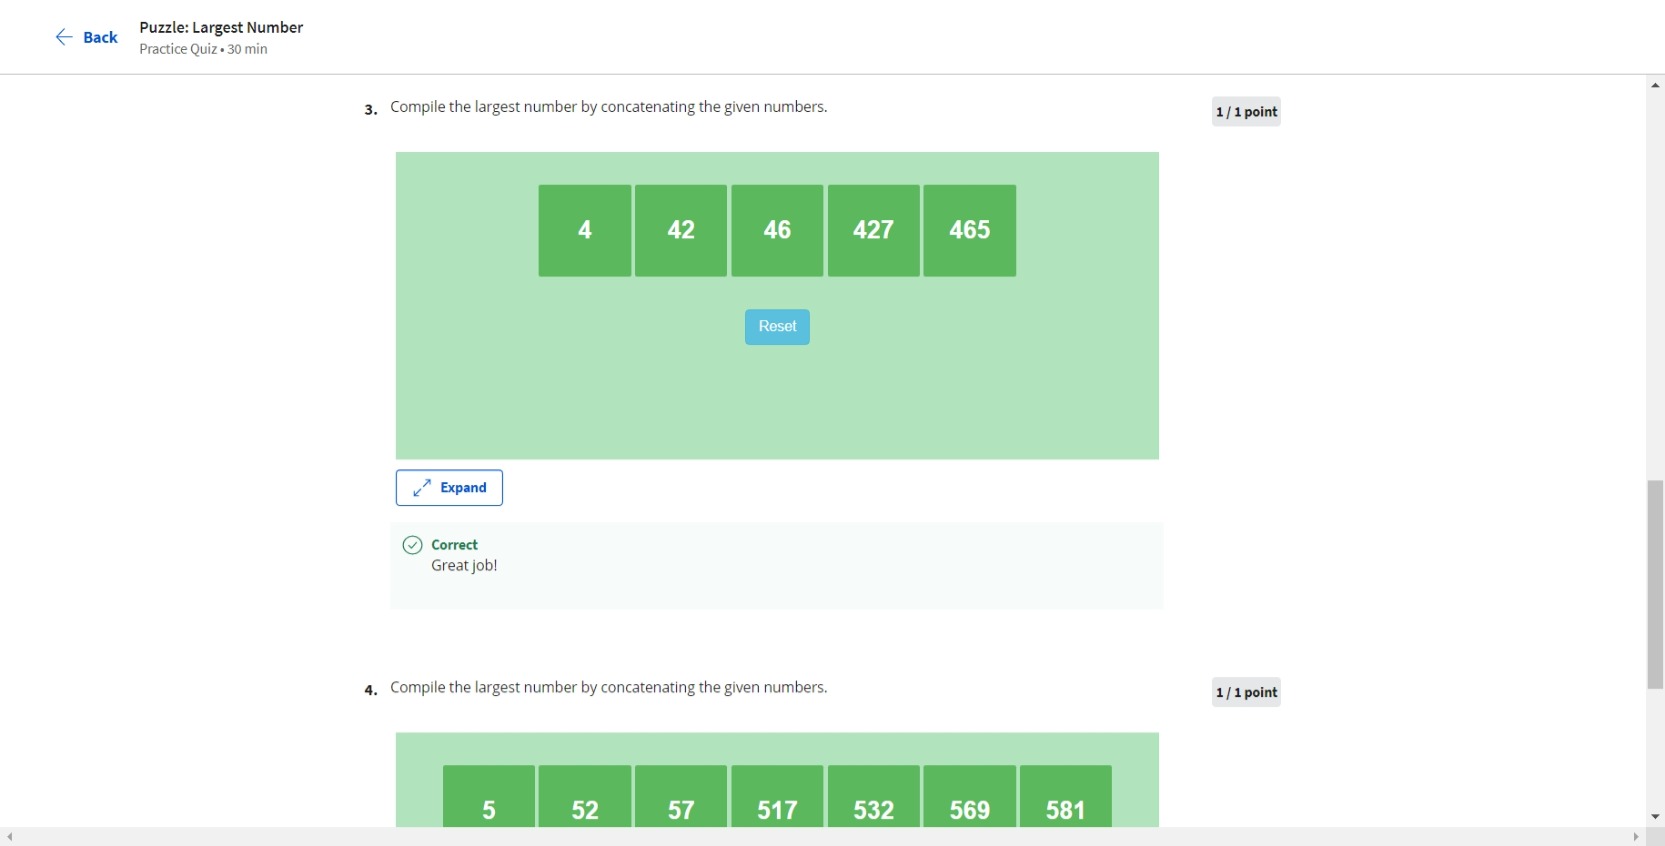 Back
Puzzle: Largest Number
Practice Quiz • 30 min
3. Compile the largest number by concatenating the given numbers.
1 / 1 point
4 42 46 427 465
Reset
Expand
Correct
Great job!
4. Compile the largest number by concatenating the given numbers.
1 / 1 point
5 52 57 517 532 569 581